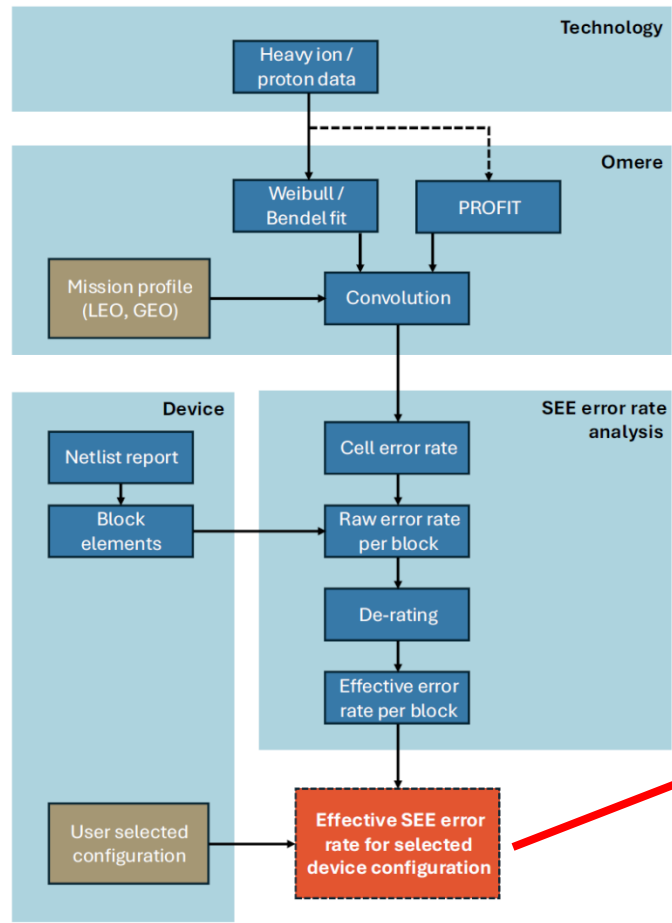 Technology
Heavy ion /
proton data
Omere
Weibull /
Bendel fit
PROFIT
Mission profile
(LEO, GEO)
Convolution
Device
SEE error rate
analysis
Netlist report
Cell error rate
Block
elements
Raw error rate
per block
De-rating
Effective error
rate per block
User selected
configuration
Effective SEE error
rate for selected
device configuration